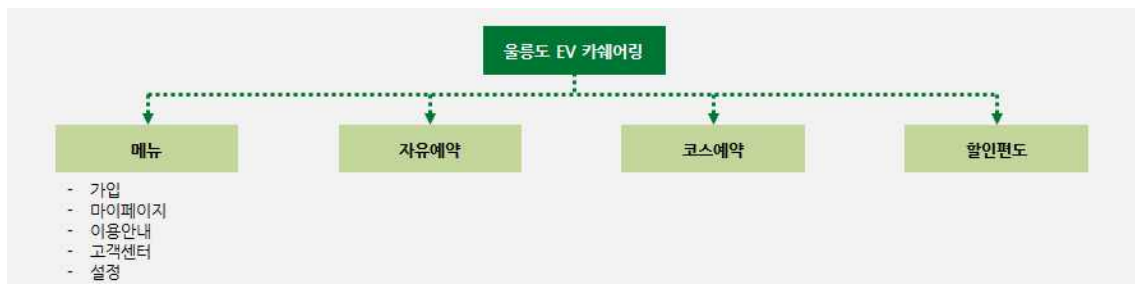 울릉도 EV 카쉐어링
메뉴
자유예약
코스예약
할인편도
- 가입
- 마이페이지
- 이용안내
- 고객센터
- 설정